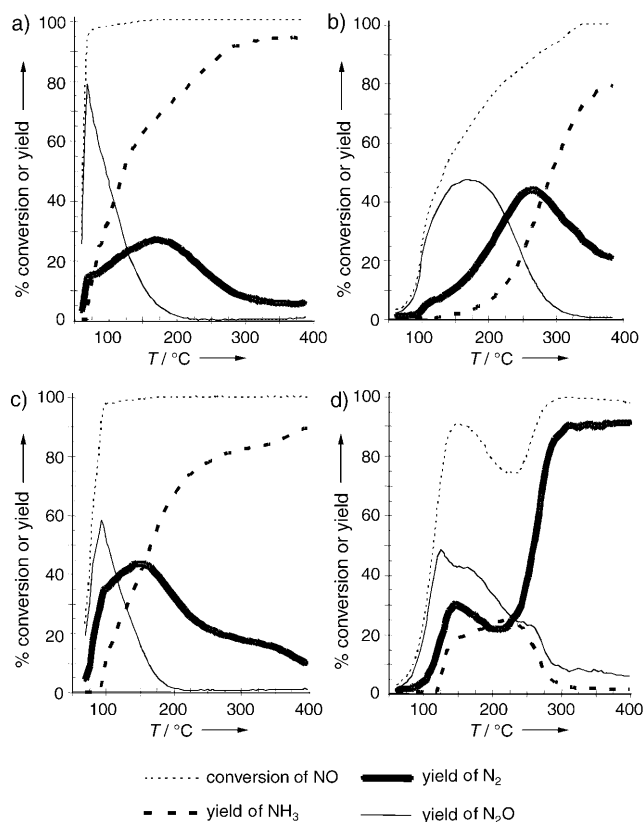 a)
100
80
60
40
20
0
% conversion or yield
100 200 300 400
T / °C
b)
100
80
60
40
20
0
% conversion or yield
100 200 300 400
T / °C
c)
100
80
60
40
20
0
% conversion or yield
100 200 300 400
T / °C
d)
100
80
60
40
20
0
% conversion or yield
100 200 300 400
T / °C
conversion of NO
yield of N₂
yield of NH₃
yield of N₂O